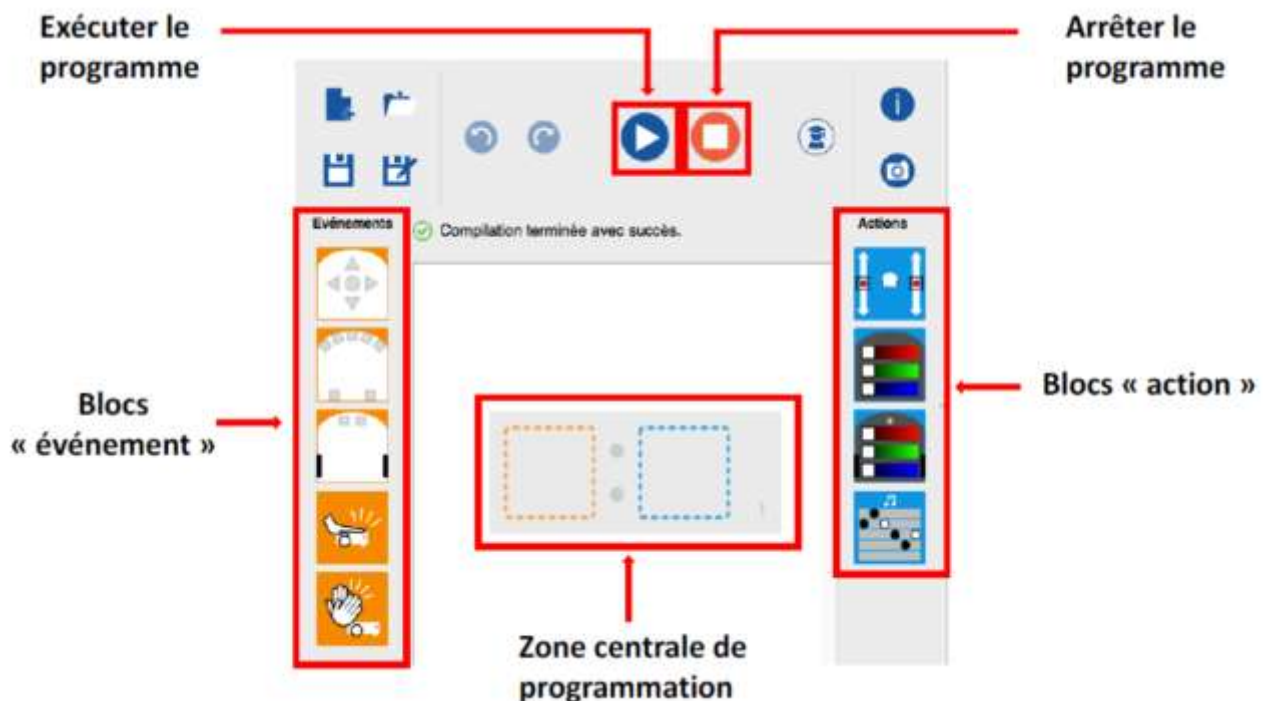 Exécuter le
programme
Arrêter le
programme
Evénements
Compilation terminée avec succès.
Actions
Blocs
« événement »
Blocs « action »
1
Zone centrale de
programmation